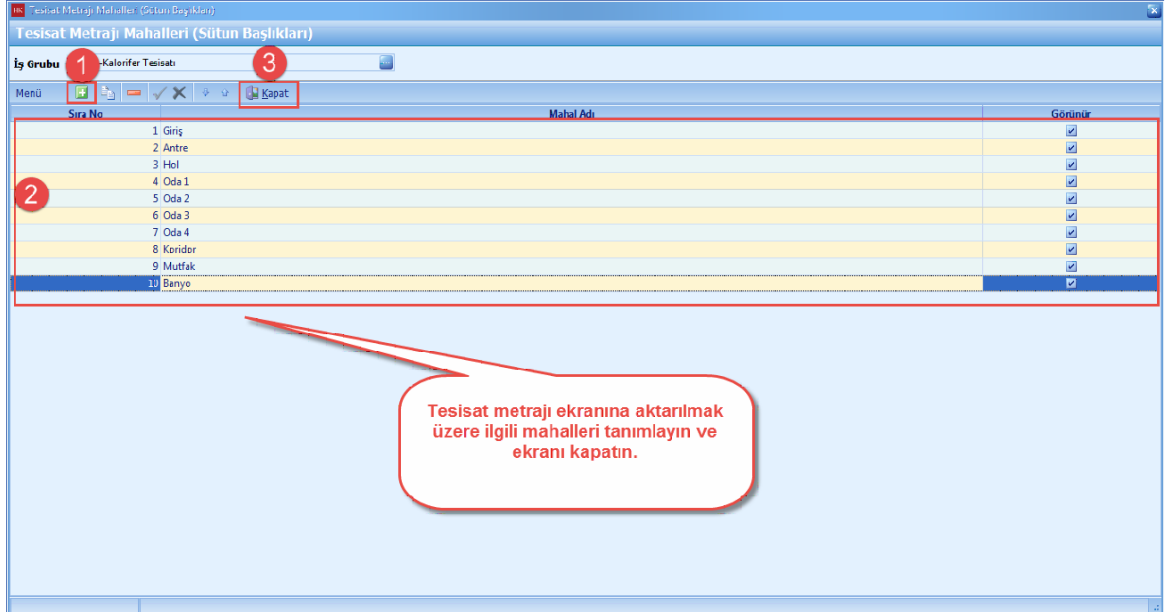 HK Tesisat Metrajı Mahalleri (Sütun Başlıkları)
Tesisat Metrajı Mahalleri (Sütun Başlıkları)
İş Grubu -Kalorifer Tesisatı
1
3
Menü Kapat
Sıra No Mahal Adı Görünür
1 Giriş
2 Antre
3 Hol
4 Oda 1
2
5 Oda 2
6 Oda 3
7 Oda 4
8 Koridor
9 Mutfak
10 Banyo
Tesisat metrajı ekranına aktarılmak
üzere ilgili mahalleri tanımlayın ve
ekranı kapatın.